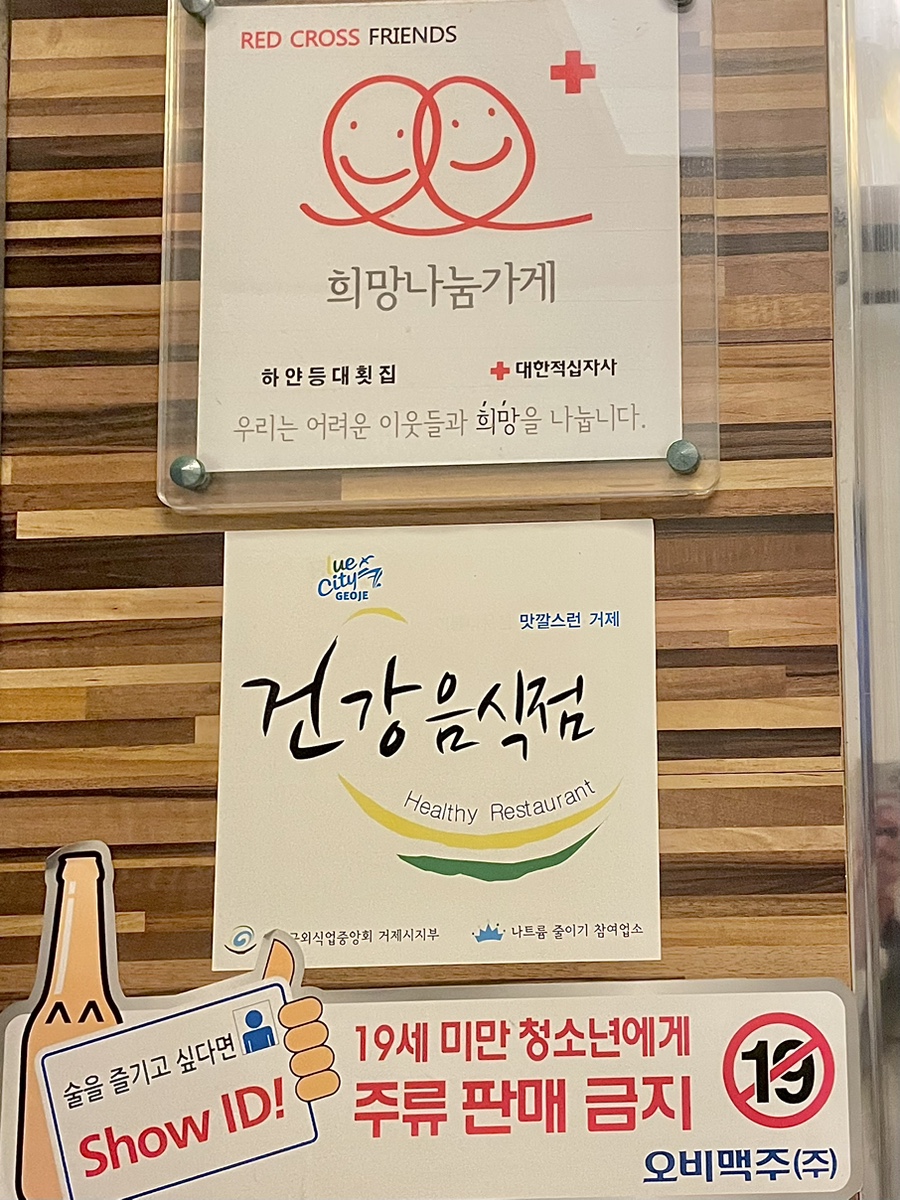 RED CROSS FRIENDS
희망나눔가게
하얀등대횟집
대한적십자사
우리는 어려운 이웃들과 희망을 나눕니다.
City
GEOJE
맛깔스런 거제
건강음식점
Healthy Restaurant
거제시지부
나트륨 줄이기 참여업소
술을 즐기고 싶다면
Show ID!
19세 미만 청소년에게
주류 판매 금지
19
오비맥주(주)